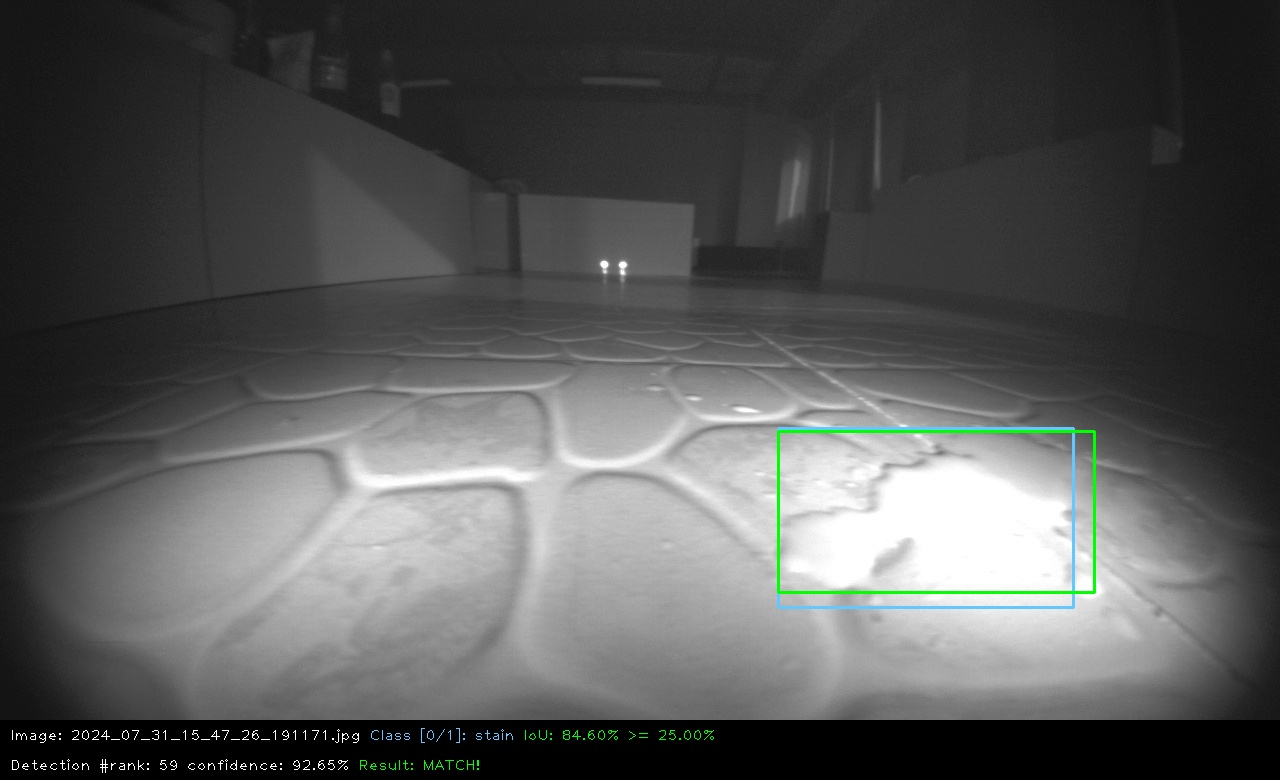 Image: 2024_07_31_15_47_26_191171.jpg Class [0/1]: stain IoU: 84.60% >= 25.00%
Detection #rank: 59 confidence: 92.65% Result: MATCH!